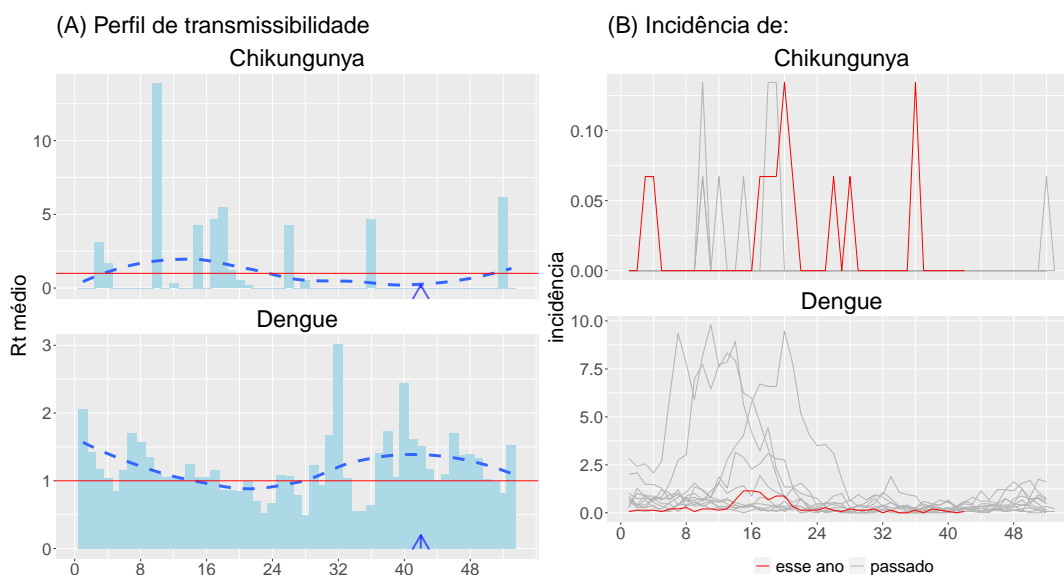 (A) Perfil de transmissibilidade
Chikungunya
10
5
0
Dengue
3
2
1
0
0 8 16 24 32 40 48
Rt médio
(B) Incidência de:
Chikungunya
0.10
0.05
0.00
Dengue
10.0
7.5
5.0
2.5
0.0
0 8 16 24 32 40 48
incidência
esse ano passado